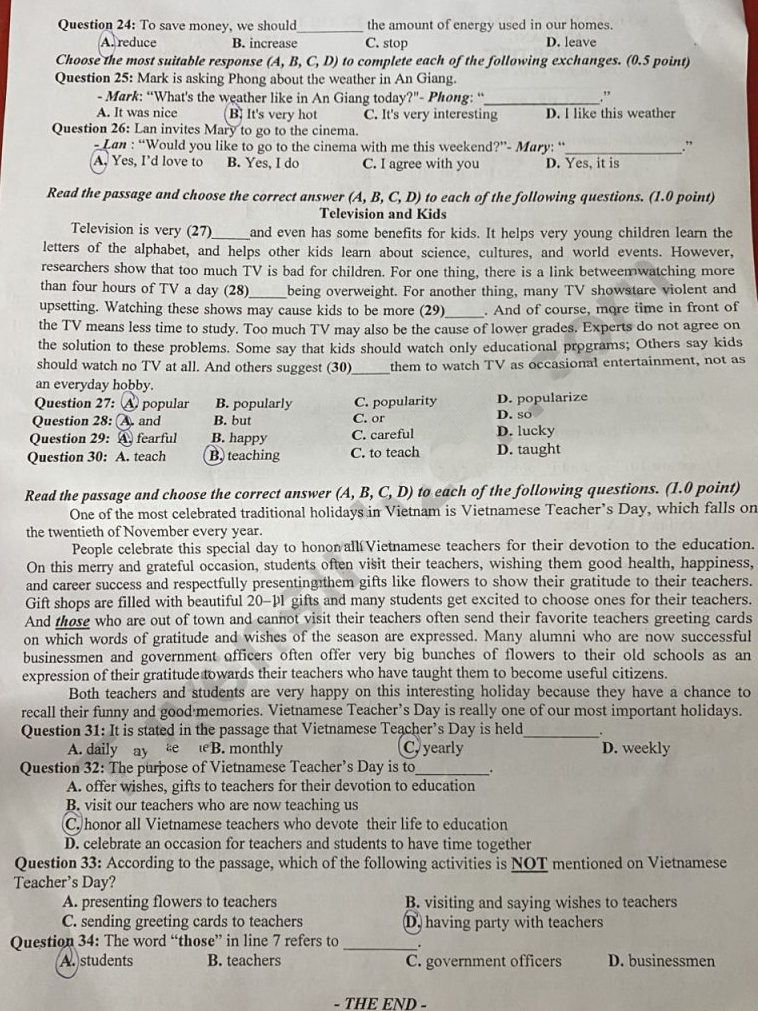 Question 24: To save money, we should__________ the amount of energy used in our homes.
A. reduce B. increase C. stop D. leave
Choose the most suitable response (A, B, C, D) to complete each of the following exchanges. (0.5 point)
Question 25: Mark is asking Phong about the weather in An Giang.
- Mark: “What's the weather like in An Giang today?"- Phong: “__________________.”
A. It was nice B. It's very hot C. It's very interesting D. I like this weather
Question 26: Lan invites Mary to go to the cinema.
- Lan : “Would you like to go to the cinema with me this weekend?”- Mary: “__________________.”
A. Yes, I’d love to B. Yes, I do C. I agree with you D. Yes, it is
Read the passage and choose the correct answer (A, B, C, D) to each of the following questions. (1.0 point)
Television and Kids
Television is very (27)_____and even has some benefits for kids. It helps very young children learn the
letters of the alphabet, and helps other kids learn about science, cultures, and world events. However,
researchers show that too much TV is bad for children. For one thing, there is a link betweemwatching more
than four hours of TV a day (28)_____being overweight. For another thing, many TV showstare violent and
upsetting. Watching these shows may cause kids to be more (29)_____. And of course, more time in front of
the TV means less time to study. Too much TV may also be the cause of lower grades. Experts do not agree on
the solution to these problems. Some say that kids should watch only educational programs; Others say kids
should watch no TV at all. And others suggest (30)_____them to watch TV as occasional entertainment, not as
an everyday hobby.
Question 27: A. popular B. popularly C. popularity D. popularize
Question 28: A. and B. but C. or D. so
Question 29: A. fearful B. happy C. careful D. lucky
Question 30: A. teach B. teaching C. to teach D. taught
Read the passage and choose the correct answer (A, B, C, D) to each of the following questions. (1.0 point)
One of the most celebrated traditional holidays in Vietnam is Vietnamese Teacher’s Day, which falls on
the twentieth of November every year.
People celebrate this special day to honor all Vietnamese teachers for their devotion to the education.
On this merry and grateful occasion, students often visit their teachers, wishing them good health, happiness,
and career success and respectfully presenting them gifts like flowers to show their gratitude to their teachers.
Gift shops are filled with beautiful 20–11 gifts and many students get excited to choose ones for their teachers.
And those who are out of town and cannot visit their teachers often send their favorite teachers greeting cards
on which words of gratitude and wishes of the season are expressed. Many alumni who are now successful
businessmen and government officers often offer very big bunches of flowers to their old schools as an
expression of their gratitude towards their teachers who have taught them to become useful citizens.
Both teachers and students are very happy on this interesting holiday because they have a chance to
recall their funny and good memories. Vietnamese Teacher’s Day is really one of our most important holidays.
Question 31: It is stated in the passage that Vietnamese Teacher’s Day is held__________.
A. daily B. monthly C. yearly D. weekly
Question 32: The purpose of Vietnamese Teacher’s Day is to__________.
A. offer wishes, gifts to teachers for their devotion to education
B. visit our teachers who are now teaching us
C. honor all Vietnamese teachers who devote their life to education
D. celebrate an occasion for teachers and students to have time together
Question 33: According to the passage, which of the following activities is NOT mentioned on Vietnamese
Teacher’s Day?
A. presenting flowers to teachers B. visiting and saying wishes to teachers
C. sending greeting cards to teachers D. having party with teachers
Question 34: The word “those” in line 7 refers to __________.
A. students B. teachers C. government officers D. businessmen
- THE END -